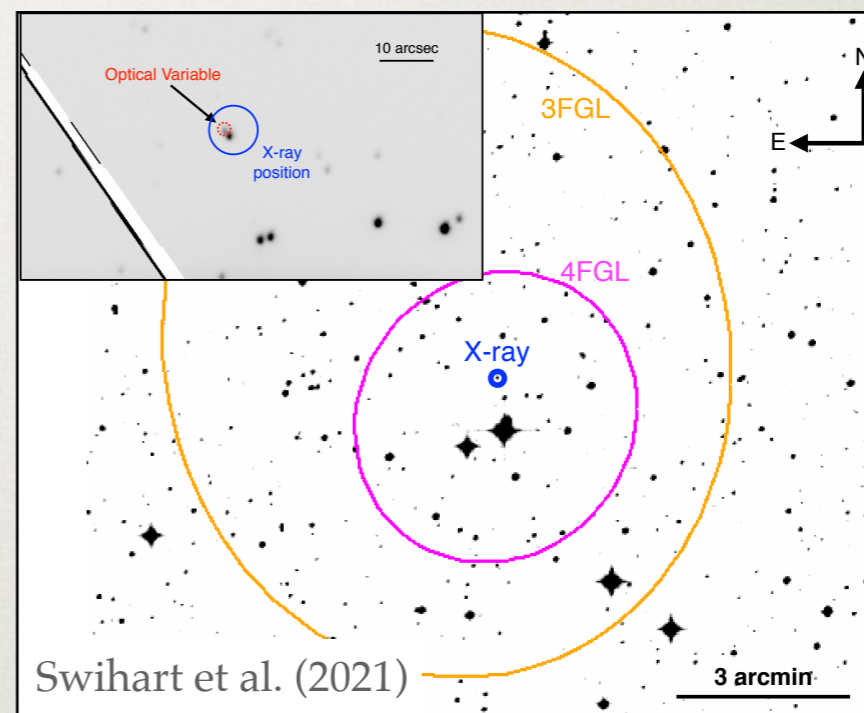 10 arcsec
Optical Variable
X-ray
position
N
E
3FGL
4FGL
X-ray
Swihart et al. (2021)
3 arcmin